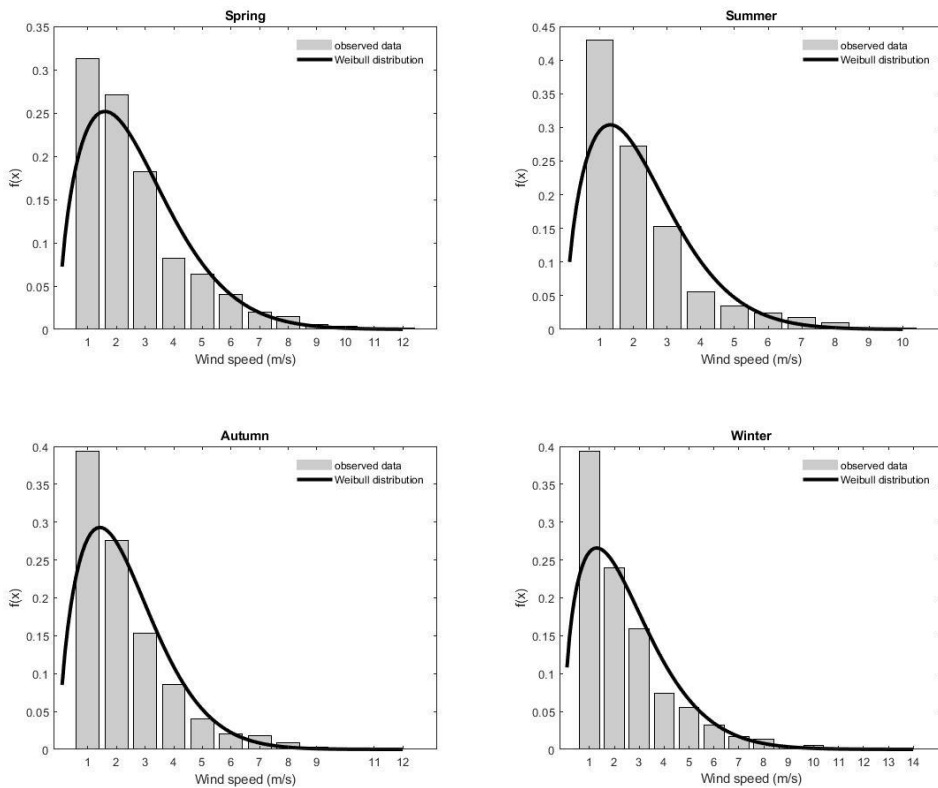 Spring
observed data
Weibull distribution
f(x)
0.35
0.3
0.25
0.2
0.15
0.1
0.05
0
1 2 3 4 5 6 7 8 9 10 11 12
Wind speed (m/s)
Summer
observed data
Weibull distribution
f(x)
0.45
0.4
0.35
0.3
0.25
0.2
0.15
0.1
0.05
0
1 2 3 4 5 6 7 8 9 10
Wind speed (m/s)
Autumn
observed data
Weibull distribution
f(x)
0.4
0.35
0.3
0.25
0.2
0.15
0.1
0.05
0
1 2 3 4 5 6 7 8 9 11 12
Wind speed (m/s)
Winter
observed data
Weibull distribution
f(x)
0.4
0.35
0.3
0.25
0.2
0.15
0.1
0.05
0
1 2 3 4 5 6 7 8 9 10 11 12 13 14
Wind speed (m/s)